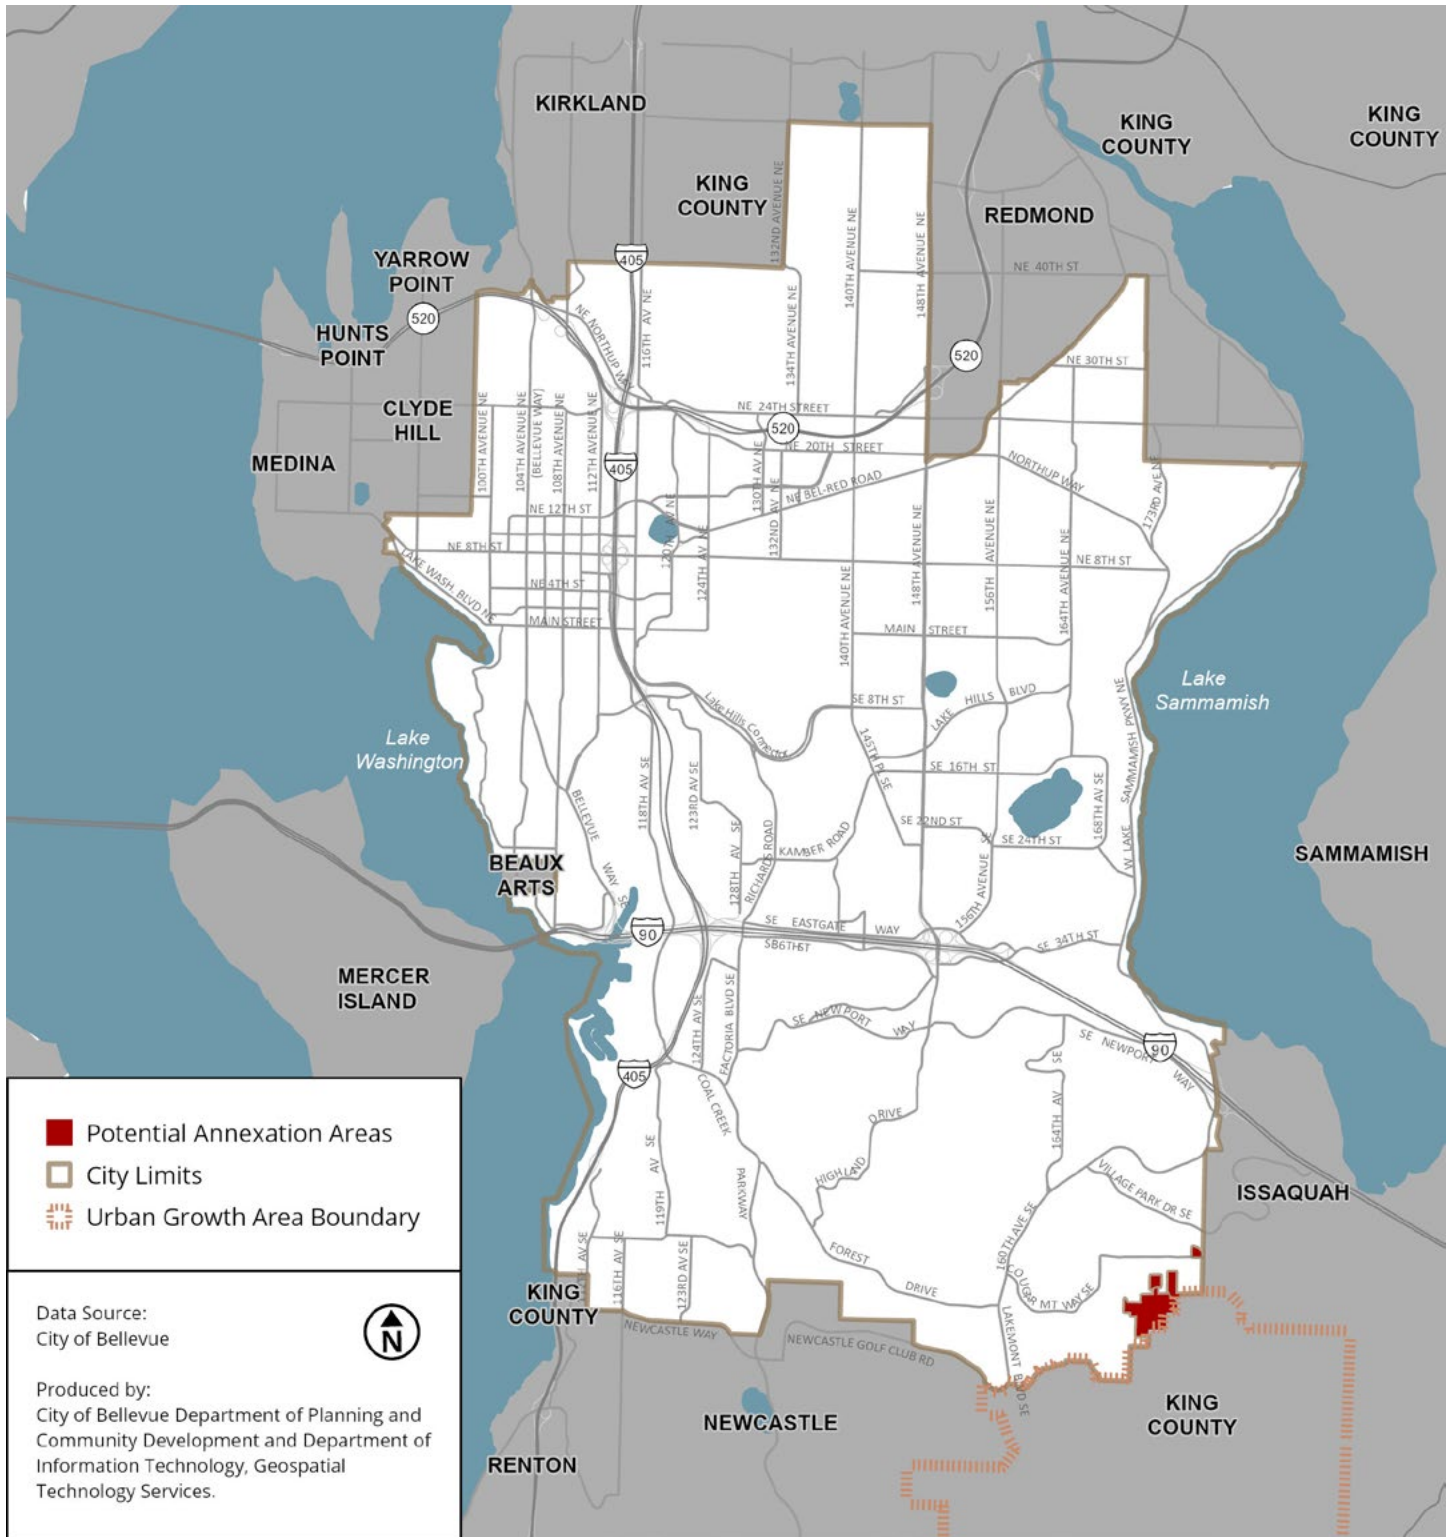 KIRKLAND
KING
COUNTY
KING
COUNTY
KING
COUNTY
REDMOND
YARROW
POINT
HUNTS
POINT
CLYDE
HILL
MEDINA
405
520
520
520
405
132ND AVENUE NE
140TH AVENUE NE
148TH AVENUE NE
NE 40TH ST
116TH AV NE
134TH AVENUE NE
NE NORTHUP WAY
NE 30TH ST
NE 24TH STREET
NE 20TH STREET
NE BEL-RED ROAD
NORTHUP WAY
173RD AVE NE
100TH AVENUE NE
104TH AVENUE NE
(BELLEVUE WAY)
108TH AVENUE NE
112TH AVENUE NE
130TH AV NE
132ND AV NE
120TH AV NE
124TH AV NE
NE 12TH ST
NE 8TH ST
NE 8TH ST
NE 4TH ST
MAIN STREET
LAKE WASH. BLVD NE
140TH AVENUE NE
148TH AVENUE NE
156TH AVENUE NE
164TH AVENUE NE
MAIN STREET
Lake
Sammamish
Lake
Washington
SE 8TH ST
LAKE HILLS BLVD
Lake Hills Connector
145TH PL SE
SE 16TH ST
W LAKE SAMMAMISH PKWY NE
118TH AV SE
123RD AV SE
128TH AV SE
RICHARDS ROAD
KAMBER ROAD
SE 22ND ST
SE 24TH ST
168TH AV SE
156TH AVENUE SE
BELLEVUE WAY SE
BEAUX
ARTS
SAMMAMISH
90
SE EASTGATE WAY
SE 34TH ST
MERCER
ISLAND
124TH AV SE
FACTORIA BLVD SE
SE NEWPORT WAY
SE NEWPORT WAY
90
405
COAL CREEK PARKWAY
HIGHLAND DRIVE
164TH AV SE
VILLAGE PARK DR SE
ISSAQUAH
119TH AV SE
116TH AV SE
123RD AV SE
FOREST DRIVE
160TH AVE SE
COUGAR MT WAY SE
LAKEMONT BLVD SE
KING
COUNTY
NEWCASTLE WAY
NEWCASTLE GOLF CLUB RD
NEWCASTLE
KING
COUNTY
RENTON
Potential Annexation Areas
City Limits
Urban Growth Area Boundary
Data Source:
City of Bellevue
N
Produced by:
City of Bellevue Department of Planning and
Community Development and Department of
Information Technology, Geospatial
Technology Services.